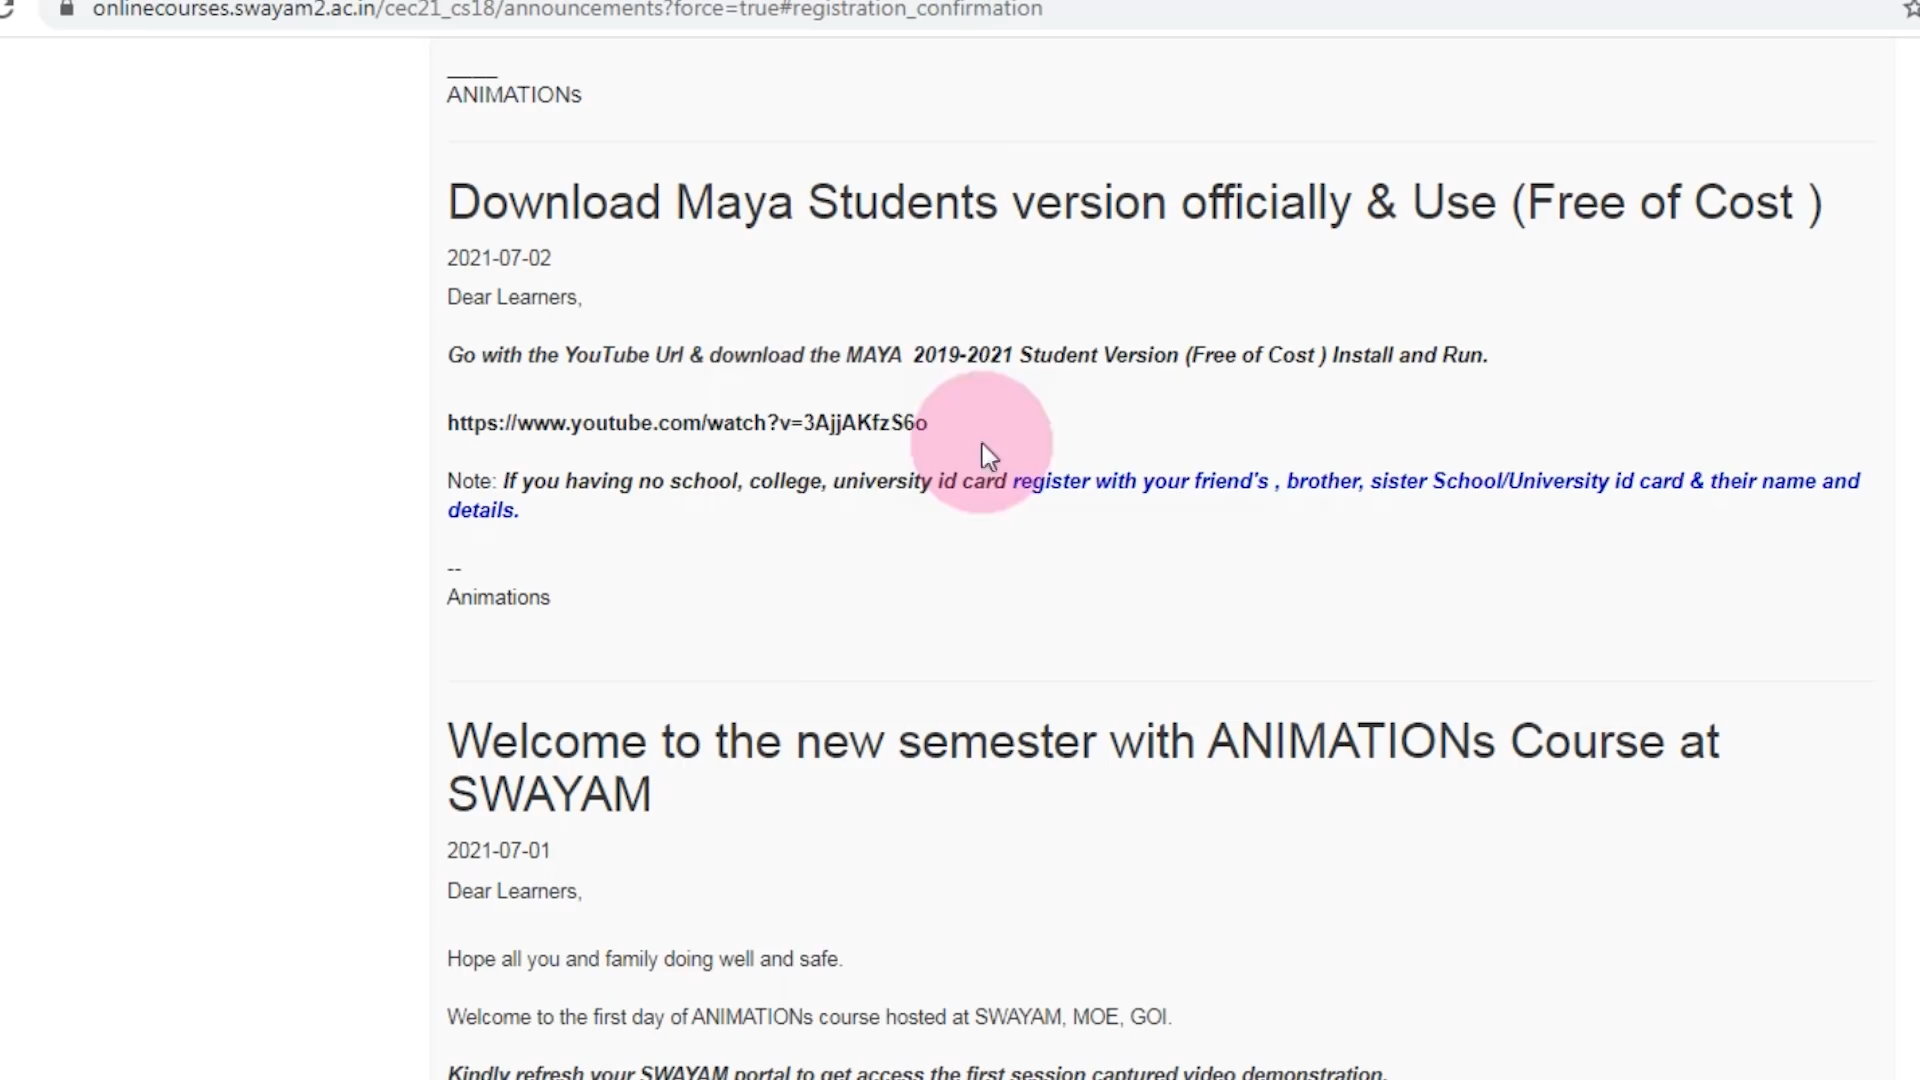 onlinecourses.swayam2.ac.in/cec21_cs18/announcements?force=true#registration_confirmation
ANIMATIONs
Download Maya Students version officially & Use (Free of Cost )
2021-07-02
Dear Learners,
Go with the YouTube Url & download the MAYA 2019-2021 Student Version (Free of Cost ) Install and Run.
https://www.youtube.com/watch?v=3AjjAKfzS6o
Note: If you having no school, college, university id card register with your friend's , brother, sister School/University id card & their name and
details.
--
Animations
Welcome to the new semester with ANIMATIONs Course at
SWAYAM
2021-07-01
Dear Learners,
Hope all you and family doing well and safe.
Welcome to the first day of ANIMATIONs course hosted at SWAYAM, MOE, GOI.
Kindly refresh your SWAYAM portal to get access the first session captured video demonstration.